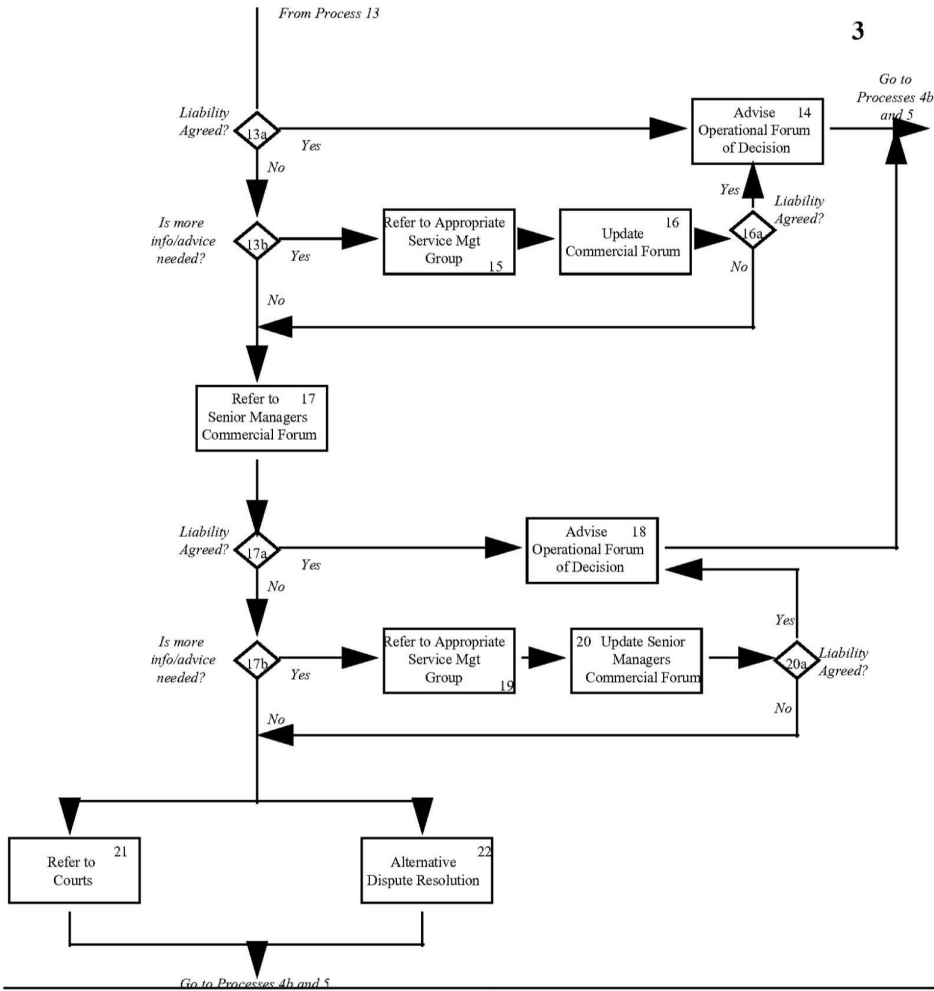 From Process 13
3
Go to
Processes 4b
and 5
Liability
Agreed?
13a
Yes
No
Advise 14
Operational Forum
of Decision
Yes
Liability
Agreed?
Is more
info/advice
needed?
13b
Yes
Refer to Appropriate
Service Mgt
Group
15
16
Update
Commercial Forum
16a
No
No
Refer to 17
Senior Managers
Commercial Forum
Liability
Agreed?
17a
Yes
No
Advise 18
Operational Forum
of Decision
Is more
info/advice
needed?
17b
Yes
Refer to Appropriate
Service Mgt
Group
19
20 Update Senior
Managers
Commercial Forum
Yes
20a
Liability
Agreed?
No
No
21
Refer to
Courts
22
Alternative
Dispute Resolution
Go to Processes 4b and 5